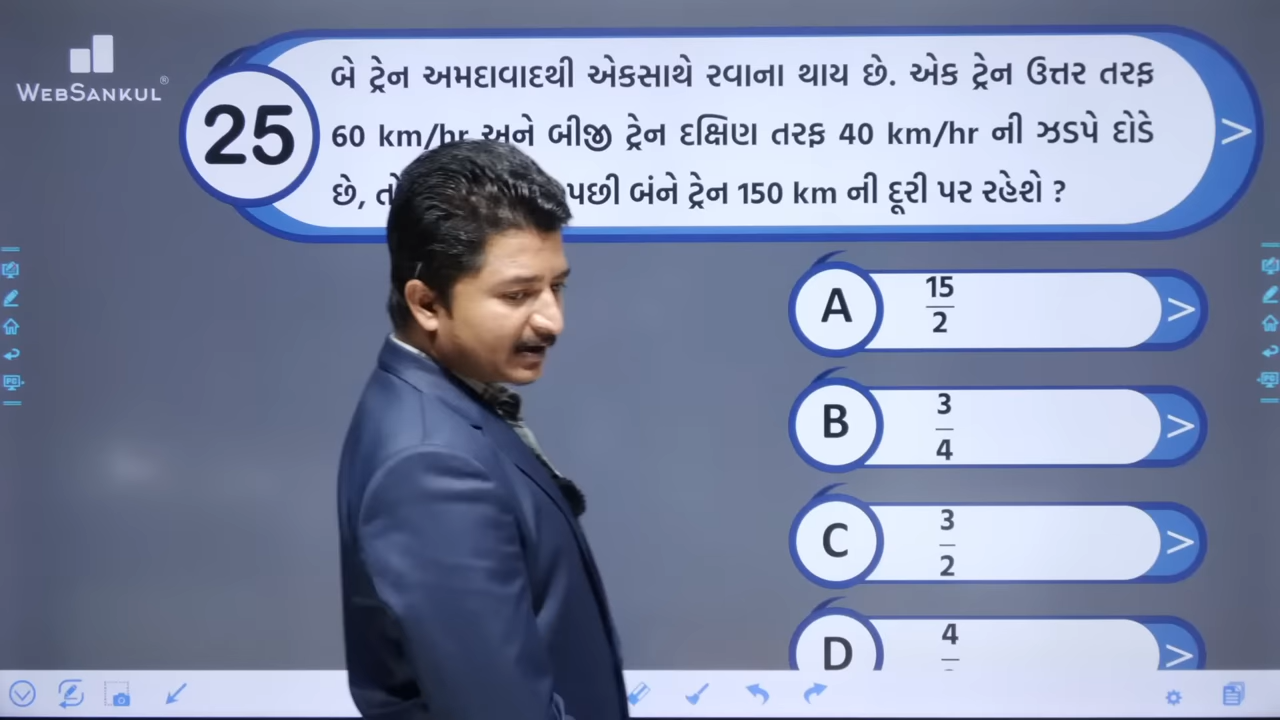 WEBSANKUL®
25
બે ટ્રેન અમદાવાદથી એકસાથે રવાના થાય છે. એક ટ્રેન ઉત્તર તરફ
60 km/hr અને બીજી ટ્રેન દક્ષિણ તરફ 40 km/hr ની ઝડપે દોડે
છે, પછી બંને ટ્રેન 150 km ની દૂરી પર રહેશે ?
A
15
2
B
3
4
C
3
2
D
4